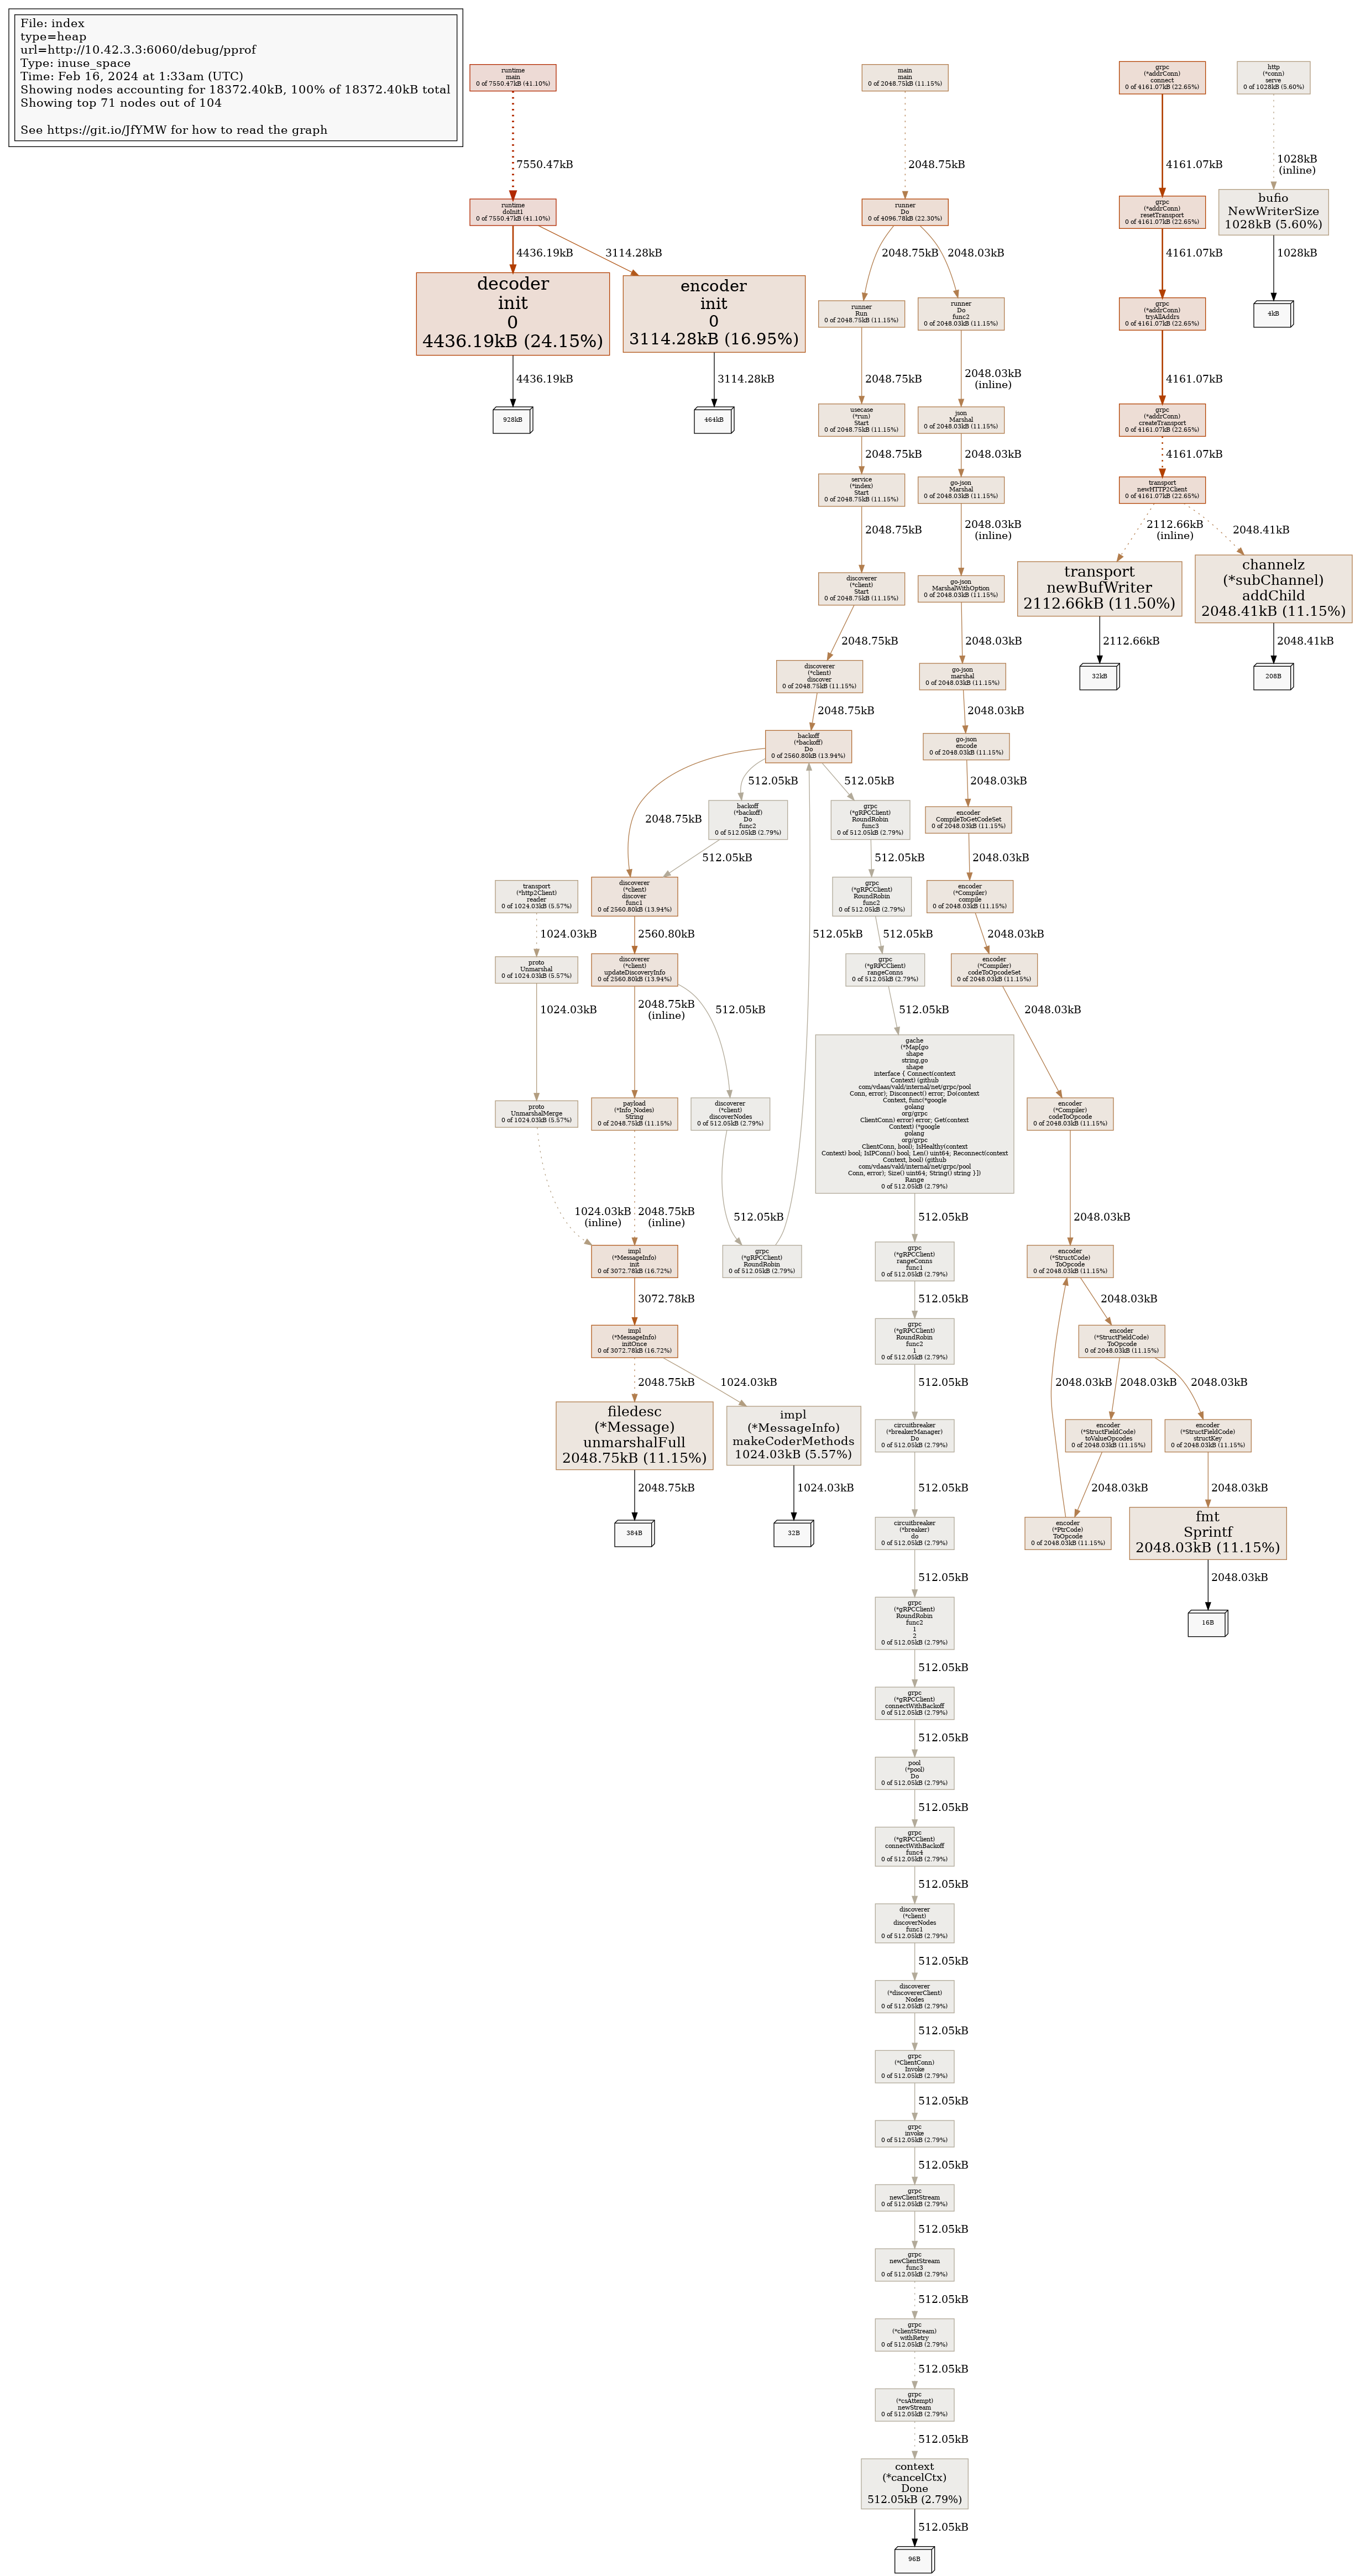 File: index
type=heap
url=http://10.42.3.3:6060/debug/pprof
Type: inuse_space
Time: Feb 16, 2024 at 1:33am (UTC)
Showing nodes accounting for 18372.40kB, 100% of 18372.40kB total
Showing top 71 nodes out of 104
See https://git.io/JfYMW for how to read the graph
runtime
main
0 of 7550.47kB (41.10%)
main
main
0 of 2048.75kB (11.15%)
grpc
(*addrConn)
connect
0 of 4161.07kB (22.65%)
http
(*conn)
serve
0 of 1028kB (5.60%)
7550.47kB
2048.75kB
4161.07kB
1028kB
(inline)
runtime
doInit1
0 of 7550.47kB (41.10%)
runner
Do
0 of 4096.78kB (22.30%)
grpc
(*addrConn)
resetTransport
0 of 4161.07kB (22.65%)
bufio
NewWriterSize
1028kB (5.60%)
4436.19kB
3114.28kB
2048.75kB
2048.03kB
4161.07kB
1028kB
decoder
init
0
4436.19kB (24.15%)
encoder
init
0
3114.28kB (16.95%)
runner
Run
0 of 2048.75kB (11.15%)
runner
Do
func2
0 of 2048.03kB (11.15%)
grpc
(*addrConn)
tryAllAddrs
0 of 4161.07kB (22.65%)
4kB
4436.19kB
3114.28kB
2048.75kB
2048.03kB
(inline)
4161.07kB
928kB
464kB
usecase
(*run)
Start
0 of 2048.75kB (11.15%)
json
Marshal
0 of 2048.03kB (11.15%)
grpc
(*addrConn)
createTransport
0 of 4161.07kB (22.65%)
2048.75kB
2048.03kB
4161.07kB
service
(*index)
Start
0 of 2048.75kB (11.15%)
go-json
Marshal
0 of 2048.03kB (11.15%)
transport
newHTTP2Client
0 of 4161.07kB (22.65%)
2048.75kB
2048.03kB
(inline)
2112.66kB
(inline)
2048.41kB
discoverer
(*client)
Start
0 of 2048.75kB (11.15%)
go-json
MarshalWithOption
0 of 2048.03kB (11.15%)
transport
newBufWriter
2112.66kB (11.50%)
channelz
(*subChannel)
addChild
2048.41kB (11.15%)
2048.75kB
2048.03kB
2112.66kB
2048.41kB
discoverer
(*client)
discover
0 of 2048.75kB (11.15%)
go-json
marshal
0 of 2048.03kB (11.15%)
32kB
208B
2048.75kB
2048.03kB
backoff
(*backoff)
Do
0 of 2560.80kB (13.94%)
go-json
encode
0 of 2048.03kB (11.15%)
2048.75kB
512.05kB
512.05kB
2048.03kB
backoff
(*backoff)
Do
func2
0 of 512.05kB (2.79%)
grpc
(*gRPCClient)
RoundRobin
func3
0 of 512.05kB (2.79%)
encoder
CompileToGetCodeSet
0 of 2048.03kB (11.15%)
512.05kB
512.05kB
2048.03kB
transport
(*http2Client)
reader
0 of 1024.03kB (5.57%)
discoverer
(*client)
discover
func1
0 of 2560.80kB (13.94%)
grpc
(*gRPCClient)
RoundRobin
func2
0 of 512.05kB (2.79%)
encoder
(*Compiler)
compile
0 of 2048.03kB (11.15%)
1024.03kB
2560.80kB
512.05kB
512.05kB
2048.03kB
proto
Unmarshal
0 of 1024.03kB (5.57%)
discoverer
(*client)
updateDiscoveryInfo
0 of 2560.80kB (13.94%)
grpc
(*gRPCClient)
rangeConns
0 of 512.05kB (2.79%)
encoder
(*Compiler)
codeToOpcodeSet
0 of 2048.03kB (11.15%)
1024.03kB
2048.75kB
(inline)
512.05kB
512.05kB
2048.03kB
gache
(*Map[go
shape
string,go
shape
interface { Connect(context
Context) (github
com/vdaas/vald/internal/net/grpc/pool
Conn, error); Disconnect() error; Do(context
Context, func(*google
golang
org/grpc
ClientConn) error) error; Get(context
Context) (*google
golang
org/grpc
ClientConn, bool); IsHealthy(context
Context) bool; IsIPConn() bool; Len() uint64; Reconnect(context
Context, bool) (github
com/vdaas/vald/internal/net/grpc/pool
Conn, error); Size() uint64; String() string }])
Range
0 of 512.05kB (2.79%)
proto
UnmarshalMerge
0 of 1024.03kB (5.57%)
payload
(*Info_Nodes)
String
0 of 2048.75kB (11.15%)
discoverer
(*client)
discoverNodes
0 of 512.05kB (2.79%)
encoder
(*Compiler)
codeToOpcode
0 of 2048.03kB (11.15%)
1024.03kB
(inline)
2048.75kB
(inline)
512.05kB
512.05kB
2048.03kB
impl
(*MessageInfo)
init
0 of 3072.78kB (16.72%)
grpc
(*gRPCClient)
RoundRobin
0 of 512.05kB (2.79%)
grpc
(*gRPCClient)
rangeConns
func1
0 of 512.05kB (2.79%)
encoder
(*StructCode)
ToOpcode
0 of 2048.03kB (11.15%)
3072.78kB
512.05kB
2048.03kB
impl
(*MessageInfo)
initOnce
0 of 3072.78kB (16.72%)
grpc
(*gRPCClient)
RoundRobin
func2
1
0 of 512.05kB (2.79%)
encoder
(*StructFieldCode)
ToOpcode
0 of 2048.03kB (11.15%)
2048.75kB
1024.03kB
512.05kB
2048.03kB
2048.03kB
2048.03kB
filedesc
(*Message)
unmarshalFull
2048.75kB (11.15%)
impl
(*MessageInfo)
makeCoderMethods
1024.03kB (5.57%)
circuitbreaker
(*breakerManager)
Do
0 of 512.05kB (2.79%)
encoder
(*StructFieldCode)
toValueOpcodes
0 of 2048.03kB (11.15%)
encoder
(*StructFieldCode)
structKey
0 of 2048.03kB (11.15%)
2048.75kB
1024.03kB
512.05kB
2048.03kB
2048.03kB
384B
32B
circuitbreaker
(*breaker)
do
0 of 512.05kB (2.79%)
encoder
(*PtrCode)
ToOpcode
0 of 2048.03kB (11.15%)
fmt
Sprintf
2048.03kB (11.15%)
512.05kB
2048.03kB
grpc
(*gRPCClient)
RoundRobin
func2
1
2
0 of 512.05kB (2.79%)
16B
512.05kB
grpc
(*gRPCClient)
connectWithBackoff
0 of 512.05kB (2.79%)
512.05kB
pool
(*pool)
Do
0 of 512.05kB (2.79%)
512.05kB
grpc
(*gRPCClient)
connectWithBackoff
func4
0 of 512.05kB (2.79%)
512.05kB
discoverer
(*client)
discoverNodes
func1
0 of 512.05kB (2.79%)
512.05kB
discoverer
(*discovererClient)
Nodes
0 of 512.05kB (2.79%)
512.05kB
grpc
(*ClientConn)
Invoke
0 of 512.05kB (2.79%)
512.05kB
grpc
invoke
0 of 512.05kB (2.79%)
512.05kB
grpc
newClientStream
0 of 512.05kB (2.79%)
512.05kB
grpc
newClientStream
func3
0 of 512.05kB (2.79%)
512.05kB
grpc
(*clientStream)
withRetry
0 of 512.05kB (2.79%)
512.05kB
grpc
(*csAttempt)
newStream
0 of 512.05kB (2.79%)
512.05kB
context
(*cancelCtx)
Done
512.05kB (2.79%)
512.05kB
96B